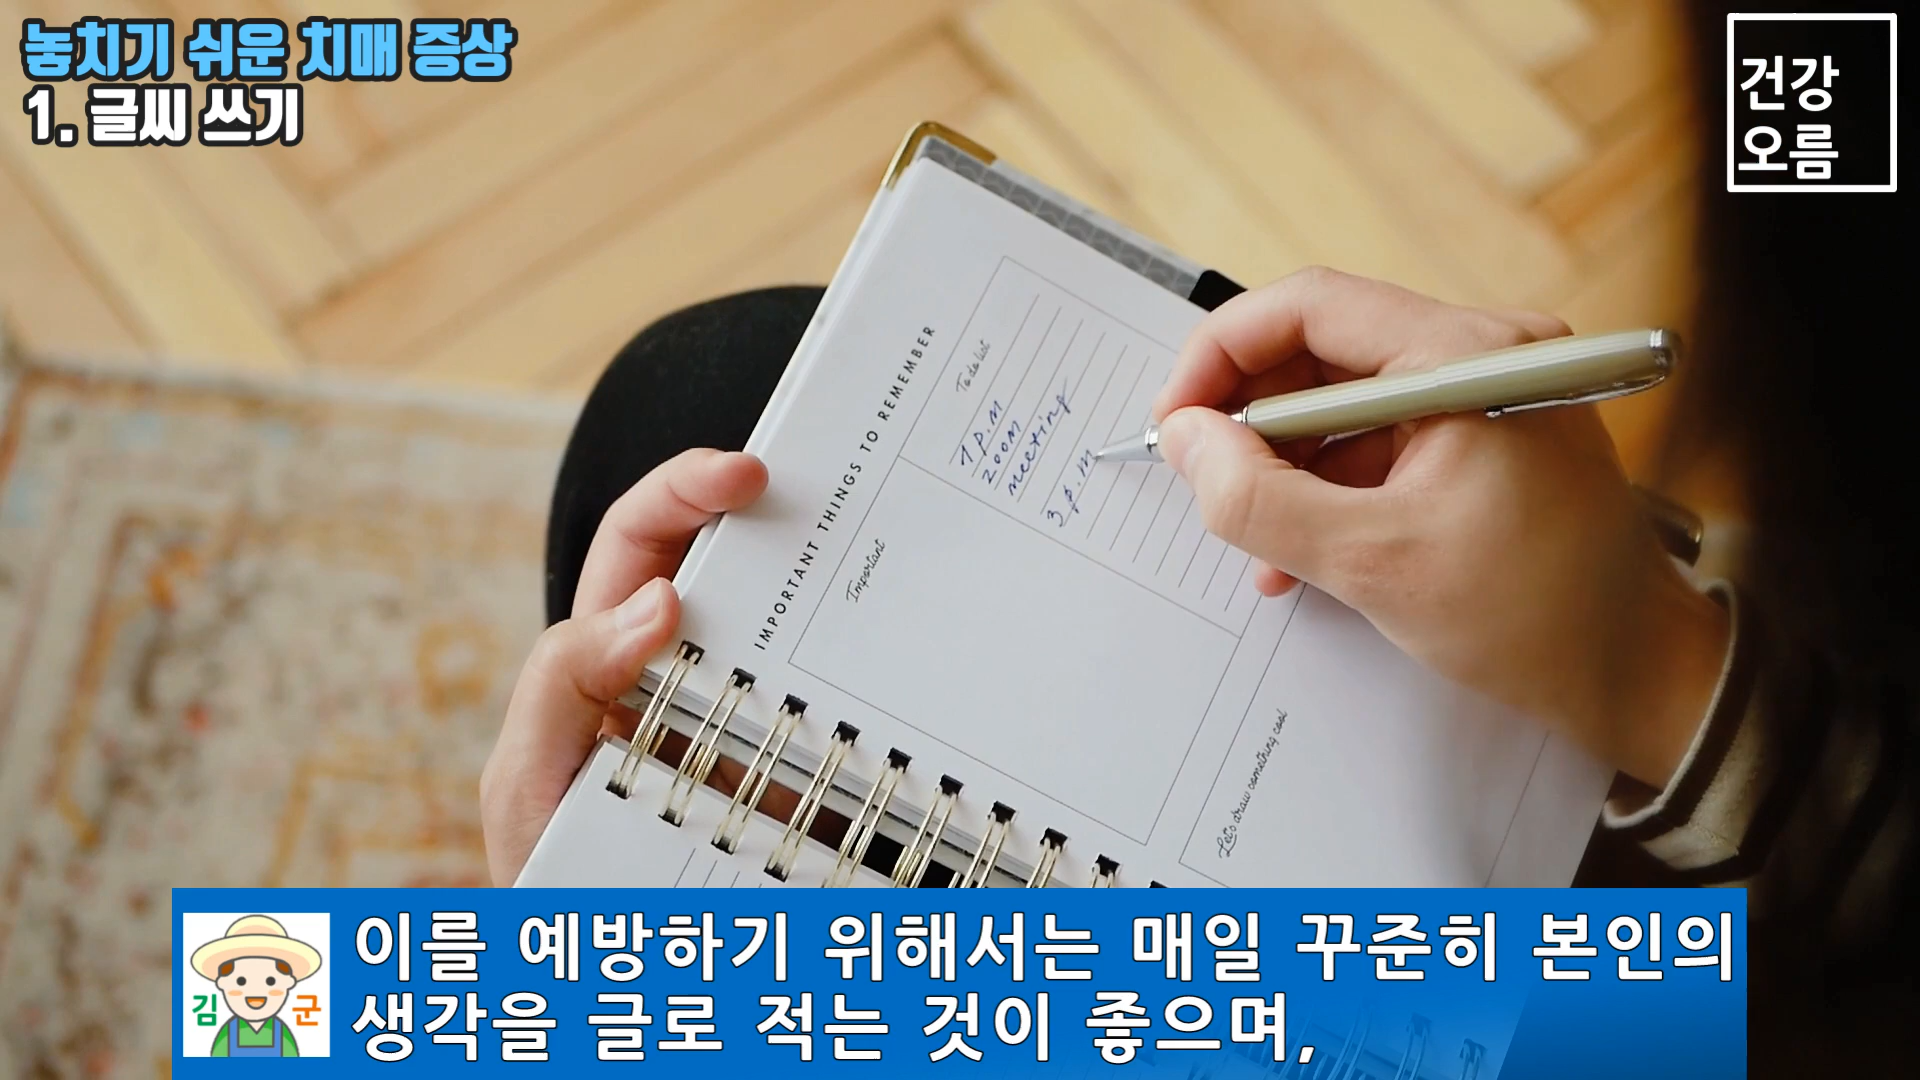 놓치기 쉬운 치매 증상
1. 글씨 쓰기
건강
오름
IMPORTANT THINGS TO REMEMBER
To do list
1 p.m
zoom
meeting
3 p.m
Important
Let's draw something cool
김 군
이를 예방하기 위해서는 매일 꾸준히 본인의
생각을 글로 적는 것이 좋으며,